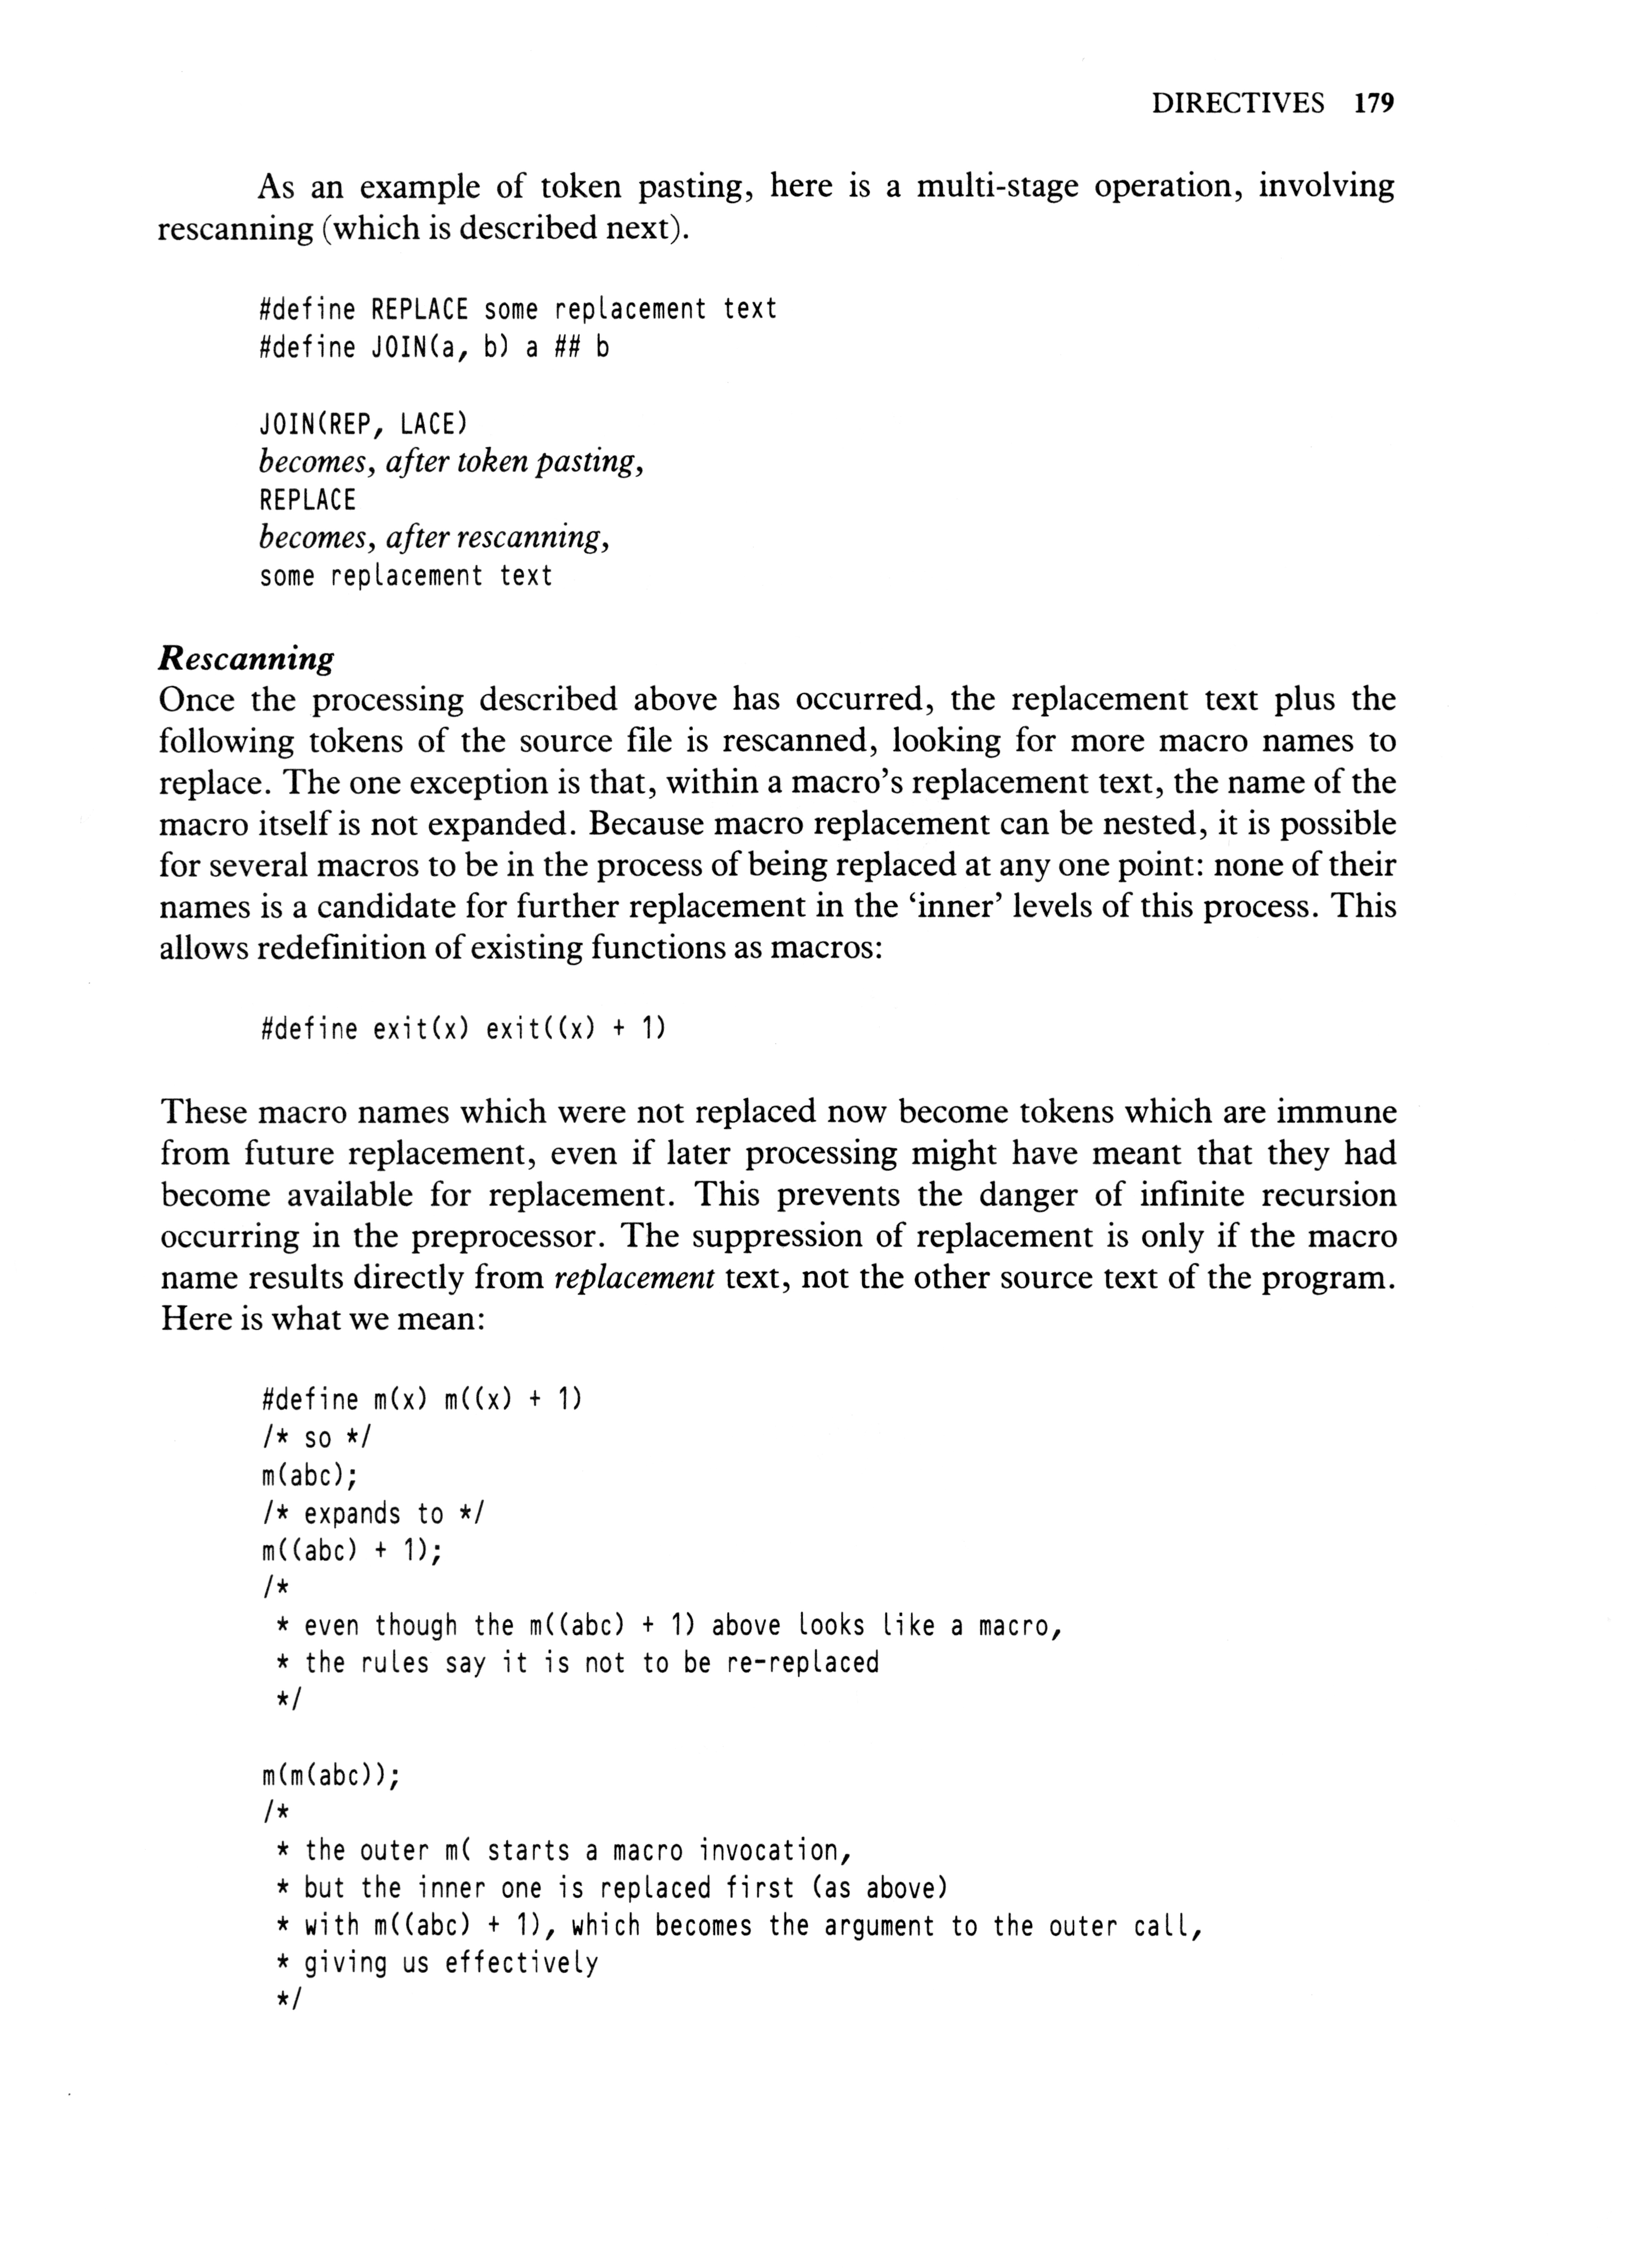 DIRECTIVES 179
As an example of token pasting, here is a multi-stage operation, involving
rescanning (which is described next).
#define REPLACE some replacement text
#define JOIN(a, b) a ## b
JOIN(REP, LACE)
becomes, after token pasting,
REPLACE
becomes, after rescanning,
some replacement text
Rescanning
Once the processing described above has occurred, the replacement text plus the
following tokens of the source file is rescanned, looking for more macro names to
replace. The one exception is that, within a macro’s replacement text, the name of the
macro itself is not expanded. Because macro replacement can be nested, it is possible
for several macros to be in the process of being replaced at any one point: none of their
names is a candidate for further replacement in the ‘inner’ levels of this process. This
allows redefinition of existing functions as macros:
#define exit(x) exit((x) + 1)
These macro names which were not replaced now become tokens which are immune
from future replacement, even if later processing might have meant that they had
become available for replacement. This prevents the danger of infinite recursion
occurring in the preprocessor. The suppression of replacement is only if the macro
name results directly from replacement text, not the other source text of the program.
Here is what we mean:
#define m(x) m((x) + 1)
/* so */
m(abc);
/* expands to */
m((abc) + 1);
/*
* even though the m((abc) + 1) above looks like a macro,
* the rules say it is not to be re-replaced
*/
m(m(abc));
/*
* the outer m( starts a macro invocation,
* but the inner one is replaced first (as above)
* with m((abc) + 1), which becomes the argument to the outer call,
* giving us effectively
*/